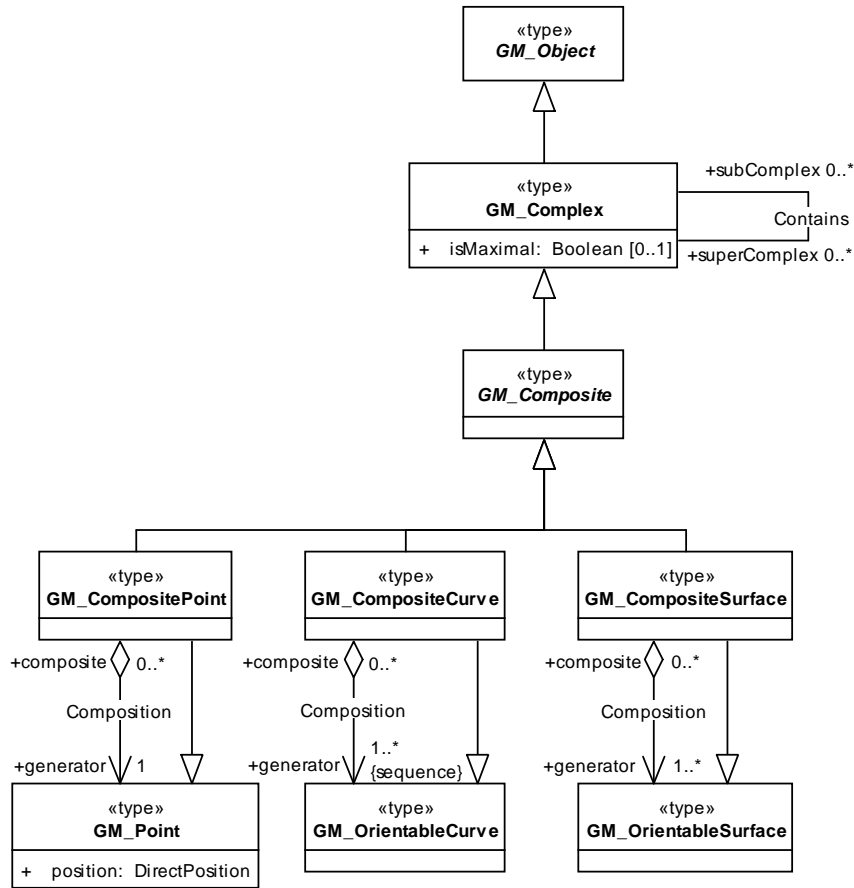 «type»
GM_Object
«type»
GM_Complex
+ isMaximal: Boolean [0..1]
+subComplex 0..*
Contains
+superComplex 0..*
«type»
GM_Composite
«type»
GM_CompositePoint
«type»
GM_CompositeCurve
«type»
GM_CompositeSurface
+composite 0..*
Composition
+generator 1
+composite 0..*
Composition
+generator 1..*
{sequence}
+composite 0..*
Composition
+generator 1..*
«type»
GM_Point
+ position: DirectPosition
«type»
GM_OrientableCurve
«type»
GM_OrientableSurface